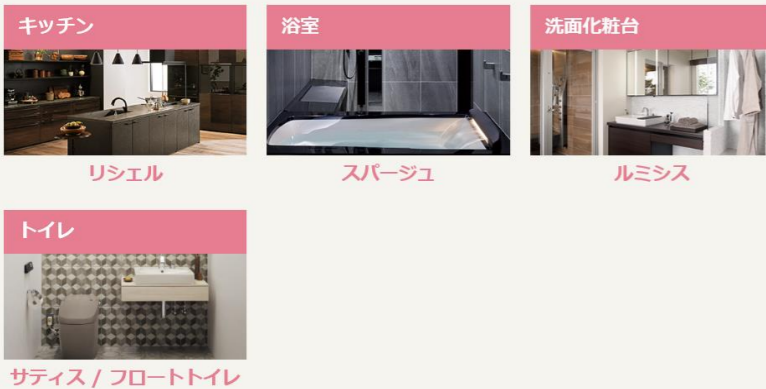 キッチン
浴室
洗面化粧台
リシェル
スパージュ
ルミシス
トイレ
サティス / フロートトイレ